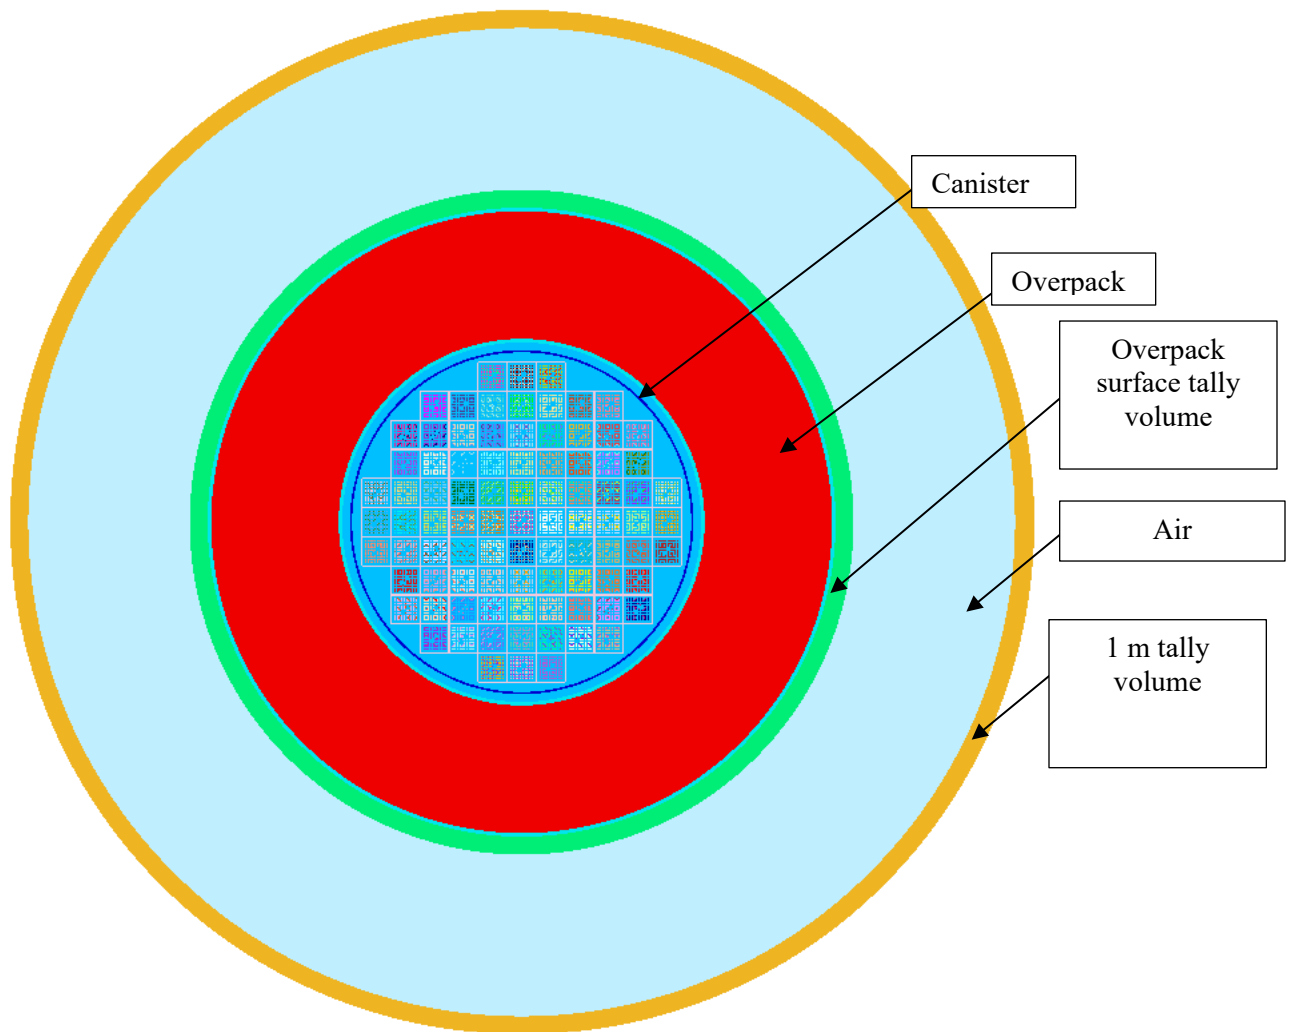 Canister
Overpack
Overpack
surface tally
volume
Air
1 m tally
volume